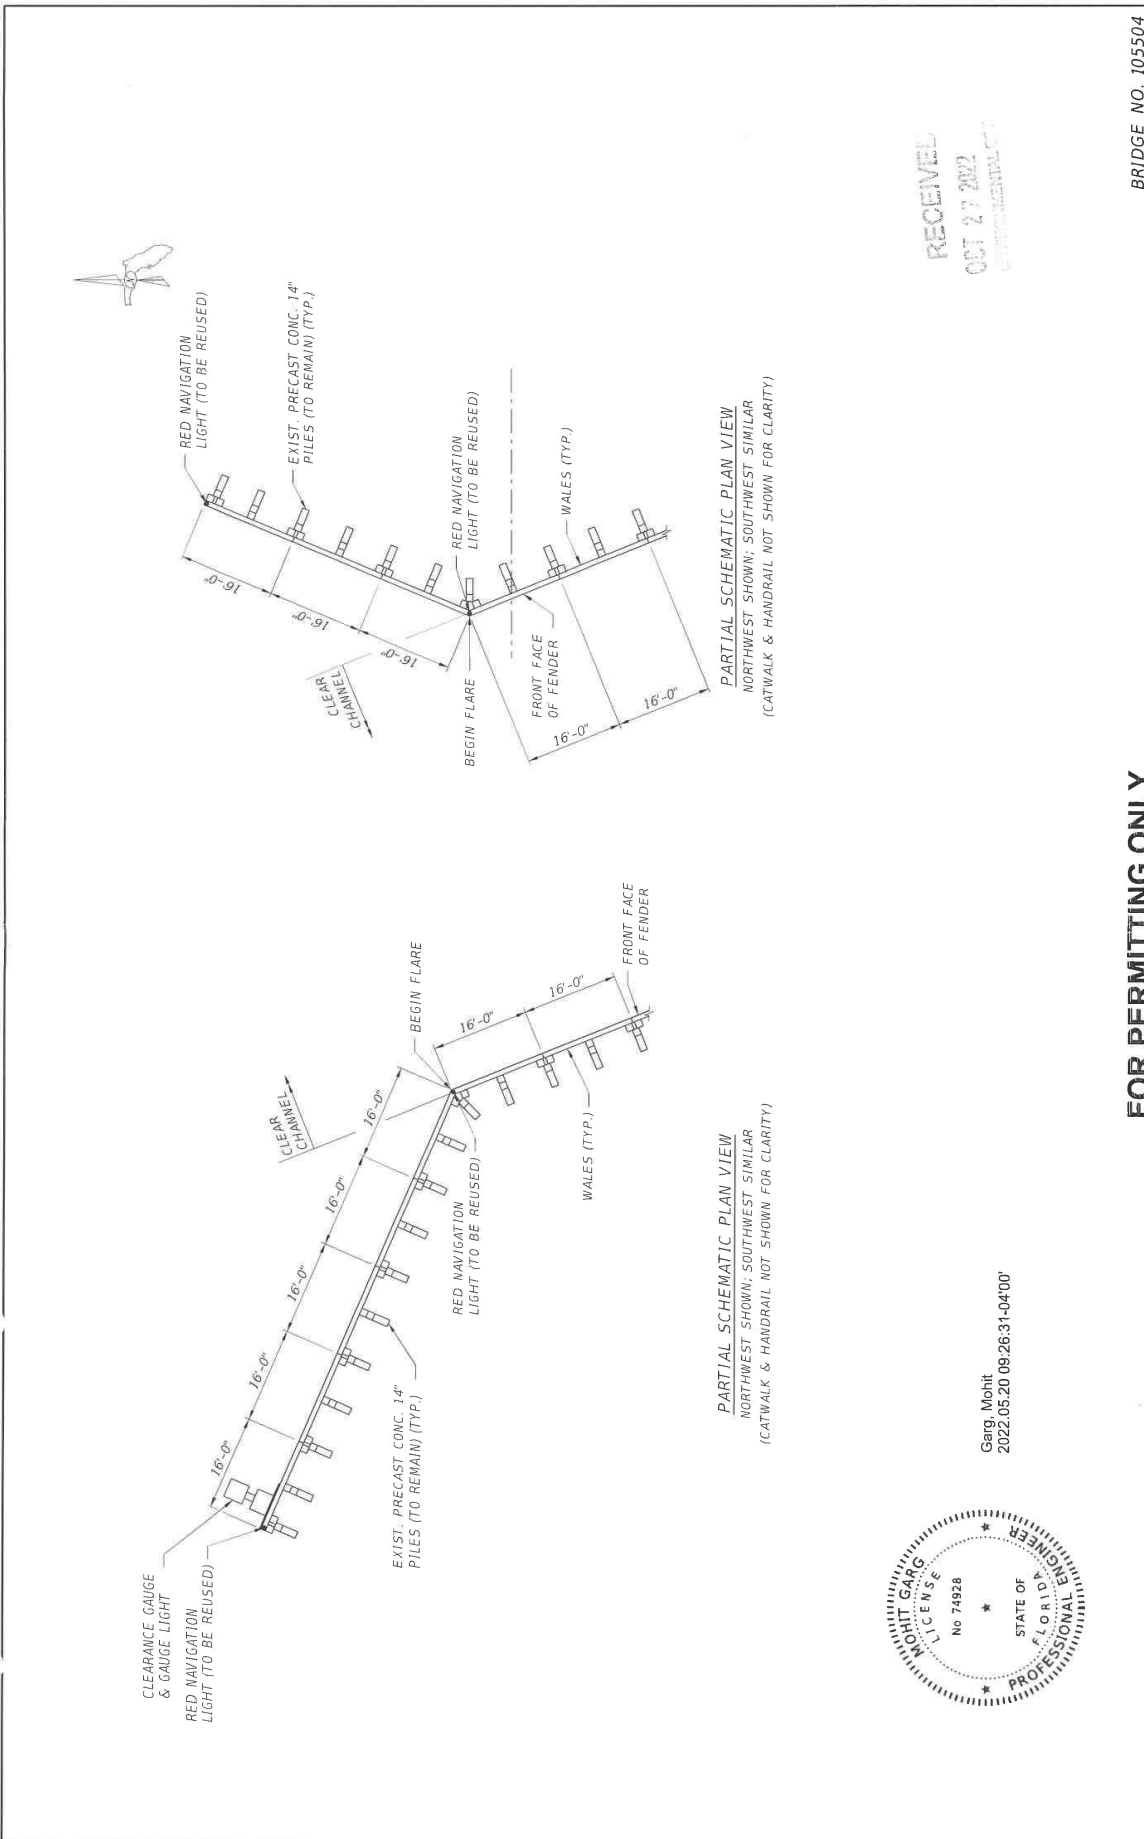 CLEARANCE GAUGE
& GAUGE LIGHT
RED NAVIGATION
LIGHT (TO BE REUSED)
16'-0"
16'-0"
16'-0"
16'-0"
16'-0"
CLEAR
CHANNEL
BEGIN FLARE
16'-0"
16'-0"
FRONT FACE
OF FENDER
EXIST. PRECAST CONC. 14"
PILES (TO REMAIN) (TYP.)
RED NAVIGATION
LIGHT (TO BE REUSED)
WALES (TYP.)
PARTIAL SCHEMATIC PLAN VIEW
NORTHWEST SHOWN; SOUTHWEST SIMILAR
(CATWALK & HANDRAIL NOT SHOWN FOR CLARITY)
N
RED NAVIGATION
LIGHT (TO BE REUSED)
EXIST. PRECAST CONC. 14"
PILES (TO REMAIN) (TYP.)
16'-0"
16'-0"
16'-0"
CLEAR
CHANNEL
RED NAVIGATION
LIGHT (TO BE REUSED)
BEGIN FLARE
FRONT FACE
OF FENDER
WALES (TYP.)
16'-0"
16'-0"
PARTIAL SCHEMATIC PLAN VIEW
NORTHWEST SHOWN; SOUTHWEST SIMILAR
(CATWALK & HANDRAIL NOT SHOWN FOR CLARITY)
MOHIT GARG
LICENSE
No 74928
STATE OF
FLORIDA
PROFESSIONAL ENGINEER
Garg, Mohit
2022.05.20 09:26:31-04'00'
RECEIVED
OCT 2 2022
FOR PERMITTING ONLY
BRIDGE NO. 105504